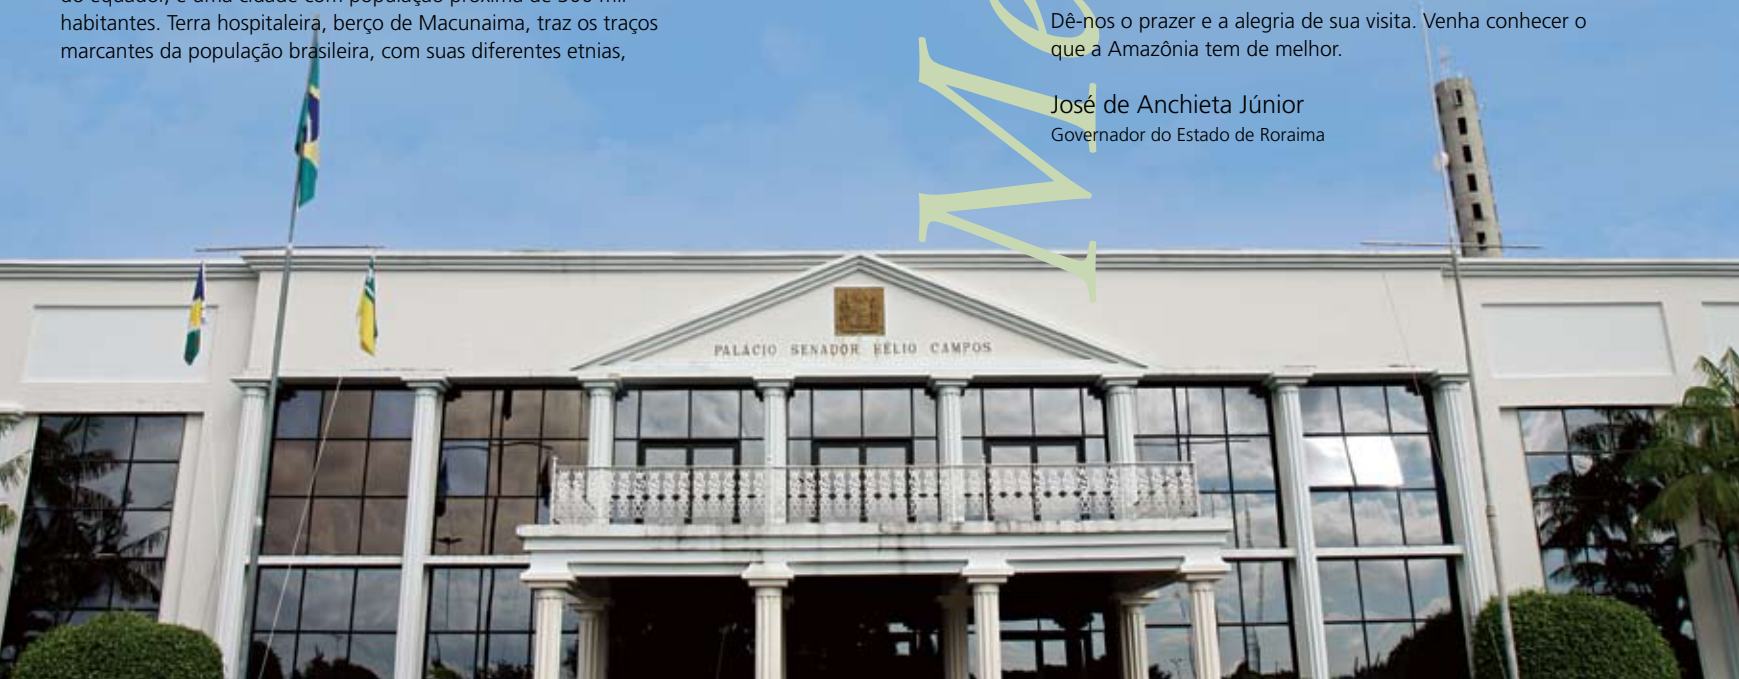 habitantes. Terra hospitaleira, berço de Macunaima, traz os traços
marcantes da população brasileira, com suas diferentes etnias,
Dê-nos o prazer e a alegria de sua visita. Venha conhecer o
que a Amazônia tem de melhor.
José de Anchieta Júnior
Governador do Estado de Roraima
Me
PALÁCIO SENADOR HÉLIO CAMPOS